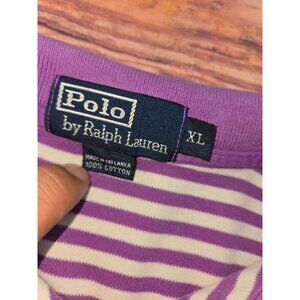 Polo
by Ralph Lauren
XL
MADE IN SRI LANKA
100% COTTON